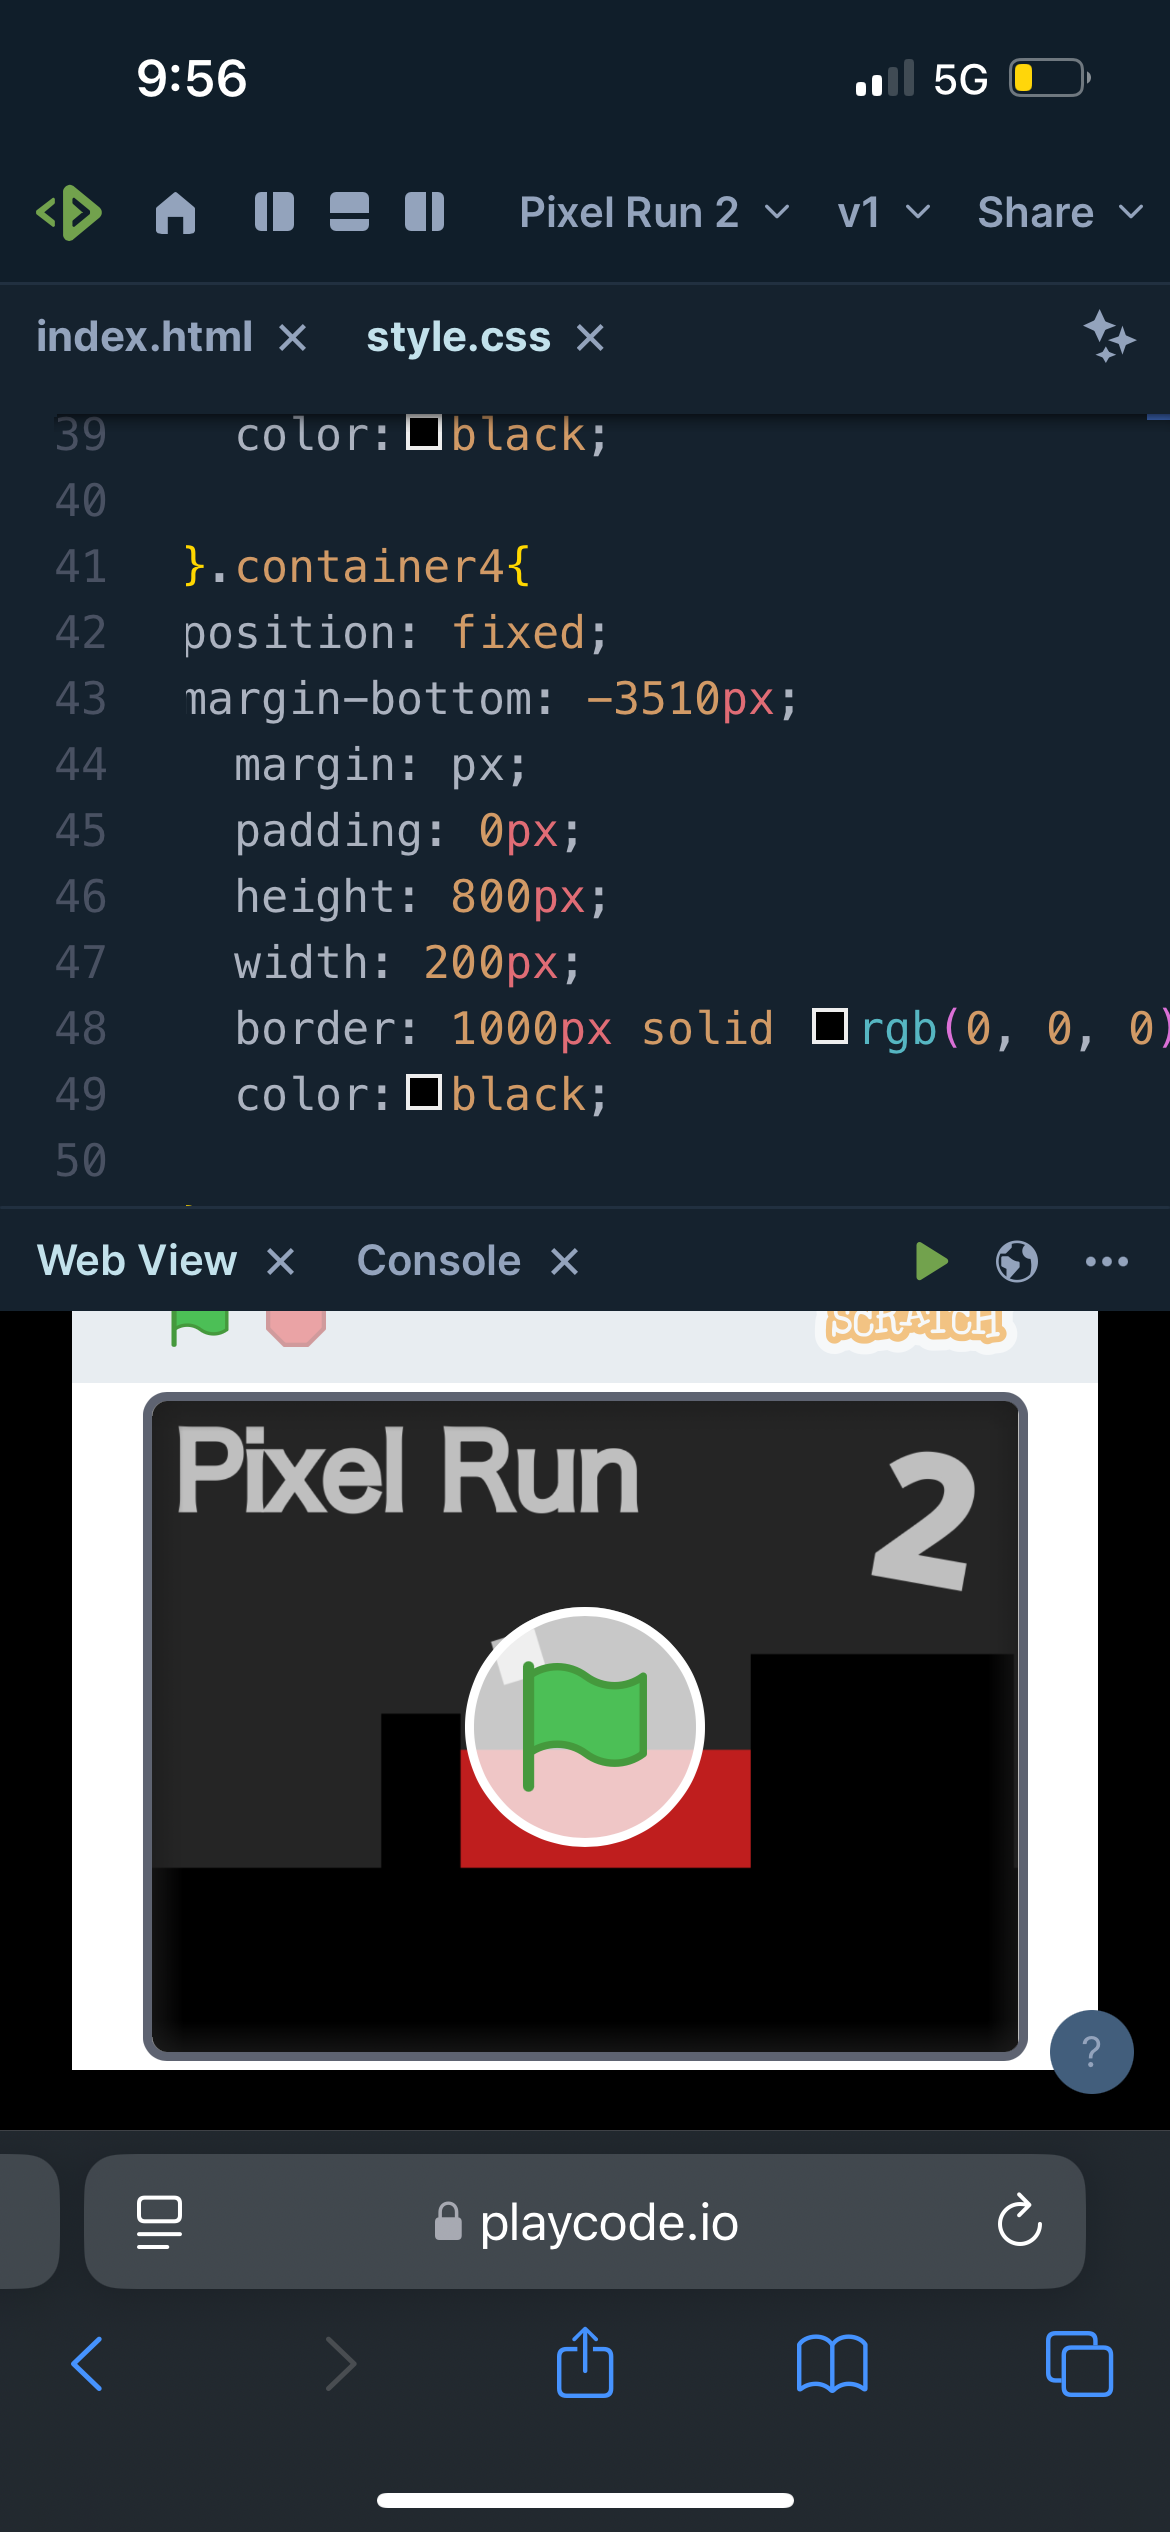 9:56
5G
Pixel Run 2
v1
Share
index.html
style.css
39 color: black;
40
41 }.container4{
42 position: fixed;
43 margin-bottom: -3510px;
44 margin: px;
45 padding: 0px;
46 height: 800px;
47 width: 200px;
48 border: 1000px solid rgb(0, 0, 0)
49 color: black;
50
Web View
Console
SCRATCH
Pixel Run
2
?
playcode.io